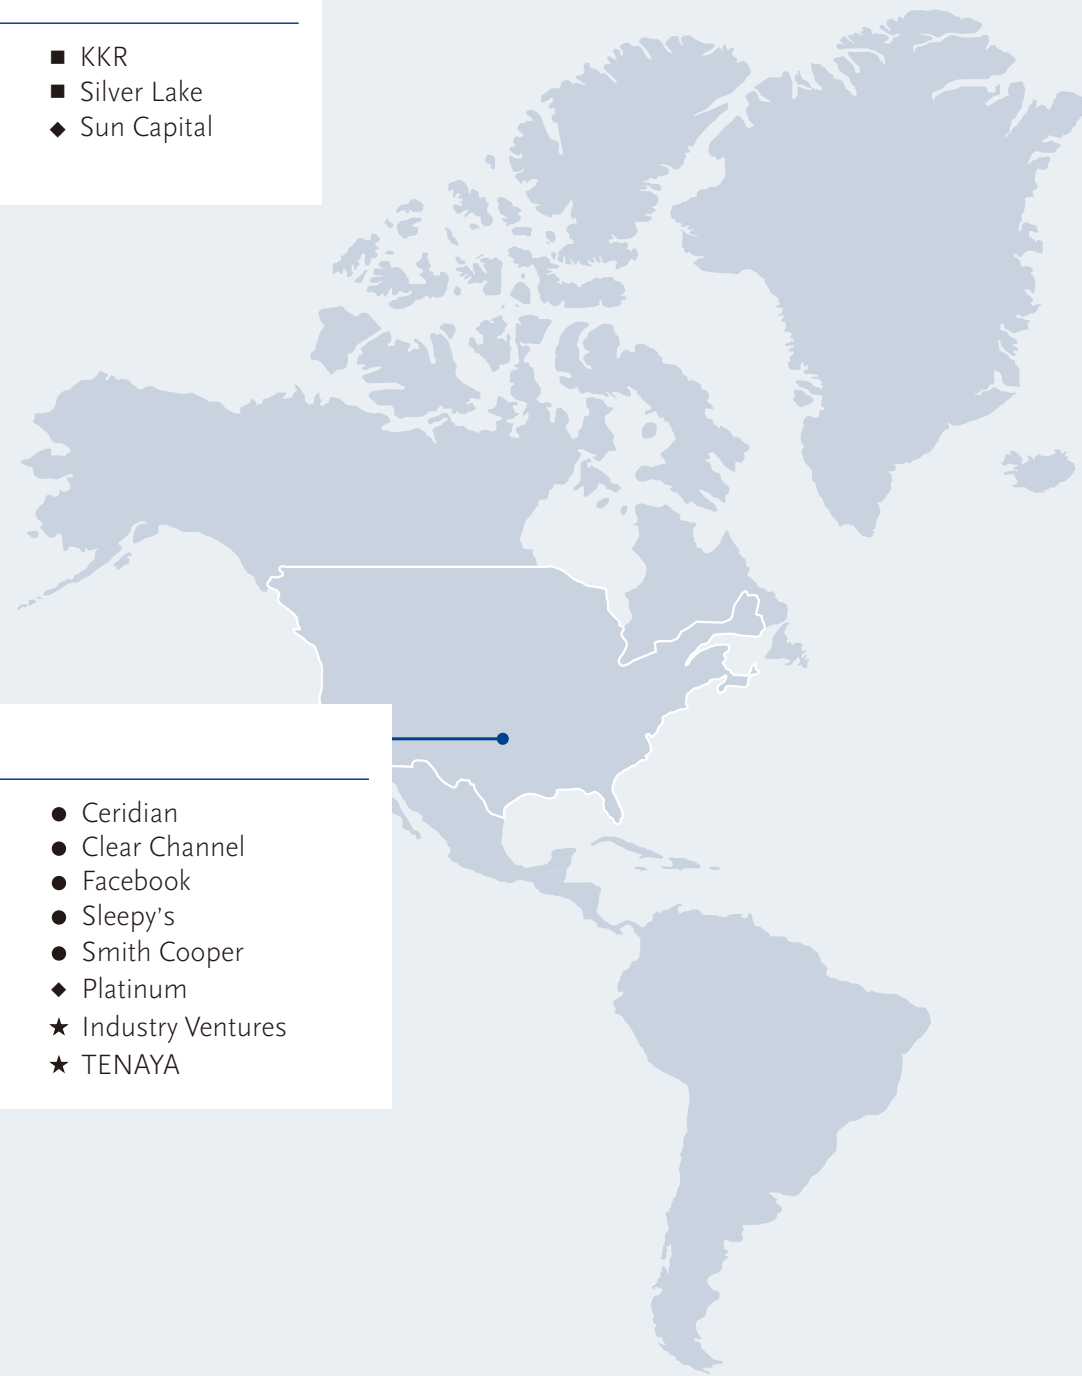 ■ KKR
■ Silver Lake
◆ Sun Capital
● Ceridian
● Clear Channel
● Facebook
● Sleepy’s
● Smith Cooper
◆ Platinum
★ Industry Ventures
★ TENAYA